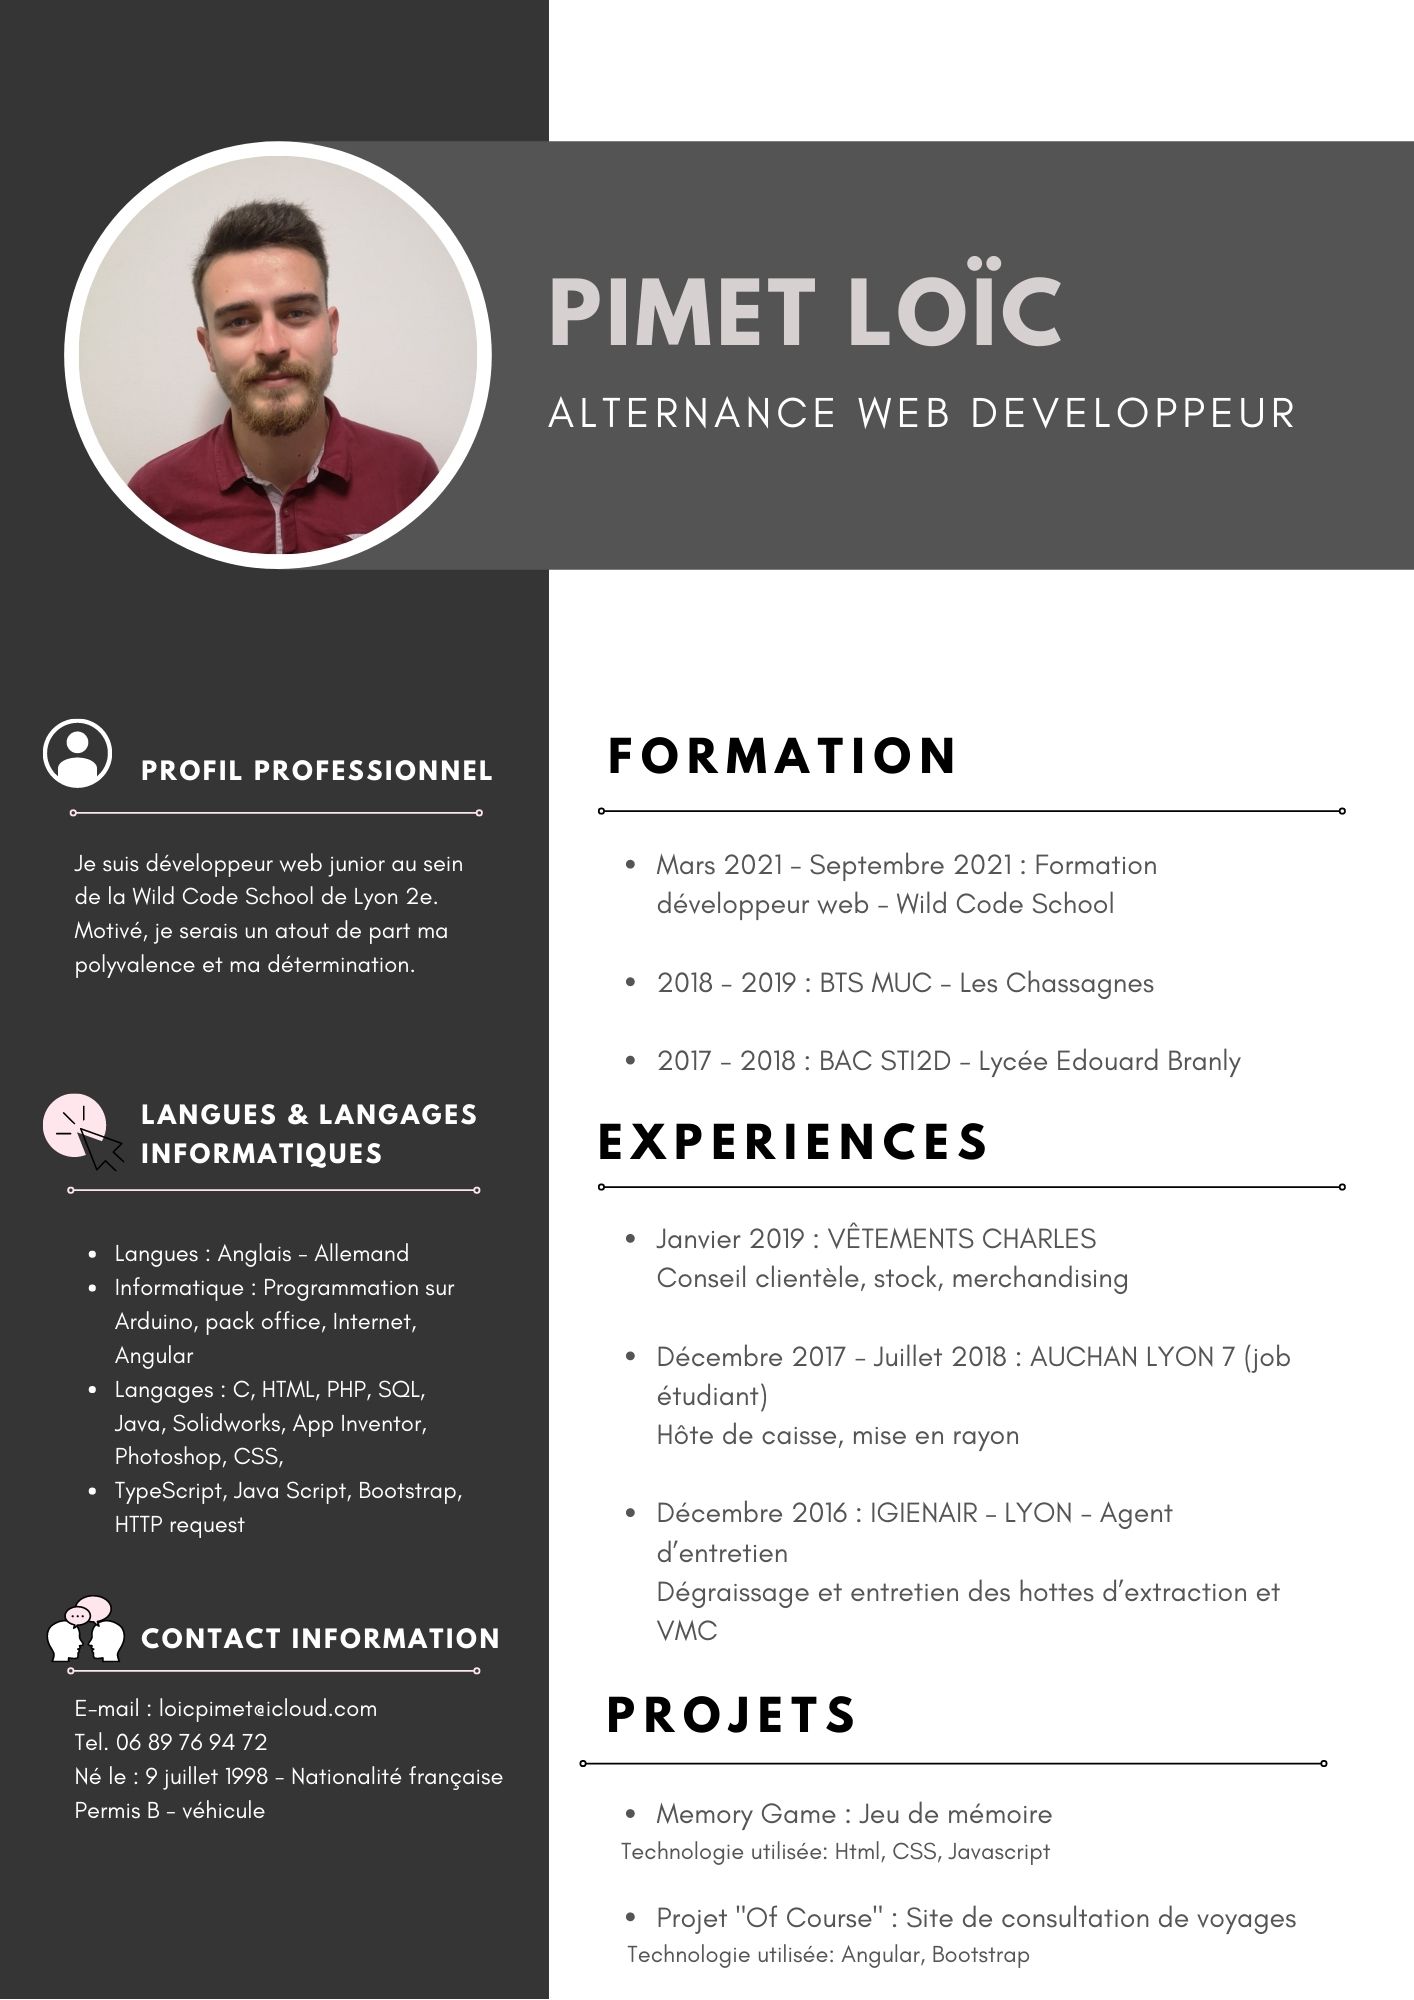 PIMET LOÏC
ALTERNANCE WEB DEVELOPPEUR
PROFIL PROFESSIONNEL
Je suis développeur web junior au sein
de la Wild Code School de Lyon 2e.
Motivé, je serais un atout de part ma
polyvalence et ma détermination.
LANGUES & LANGAGES
INFORMATIQUES
• Langues : Anglais - Allemand
• Informatique : Programmation sur
Arduino, pack office, Internet,
Angular
• Langages : C, HTML, PHP, SQL,
Java, Solidworks, App Inventor,
Photoshop, CSS,
• TypeScript, Java Script, Bootstrap,
HTTP request
CONTACT INFORMATION
E-mail : loicpimet@icloud.com
Tel. 06 89 76 94 72
Né le : 9 juillet 1998 - Nationalité française
Permis B - véhicule
FORMATION
• Mars 2021 - Septembre 2021 : Formation
développeur web - Wild Code School
• 2018 - 2019 : BTS MUC - Les Chassagnes
• 2017 - 2018 : BAC STI2D - Lycée Edouard Branly
EXPERIENCES
• Janvier 2019 : VÊTEMENTS CHARLES
Conseil clientèle, stock, merchandising
• Décembre 2017 - Juillet 2018 : AUCHAN LYON 7 (job
étudiant)
Hôte de caisse, mise en rayon
• Décembre 2016 : IGIENAIR - LYON - Agent
d’entretien
Dégraissage et entretien des hottes d’extraction et
VMC
PROJETS
• Memory Game : Jeu de mémoire
Technologie utilisée: Html, CSS, Javascript
• Projet "Of Course" : Site de consultation de voyages
Technologie utilisée: Angular, Bootstrap